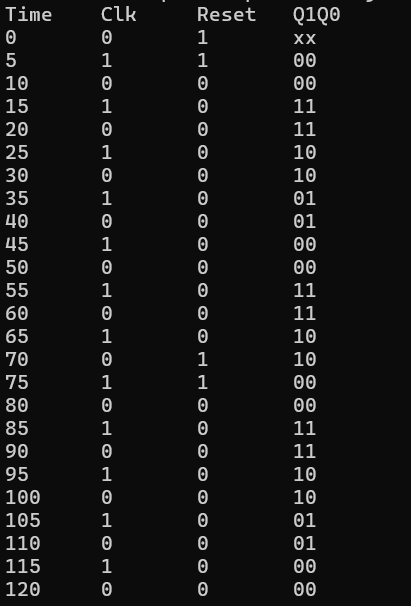 Time Clk Reset Q1Q0
0 0 1 xx
5 1 1 00
10 0 0 00
15 1 0 11
20 0 0 11
25 1 0 10
30 0 0 10
35 1 0 01
40 0 0 01
45 1 0 00
50 0 0 00
55 1 0 11
60 0 0 11
65 1 0 10
70 0 1 10
75 1 1 00
80 0 0 00
85 1 0 11
90 0 0 11
95 1 0 10
100 0 0 10
105 1 0 01
110 0 0 01
115 1 0 00
120 0 0 00